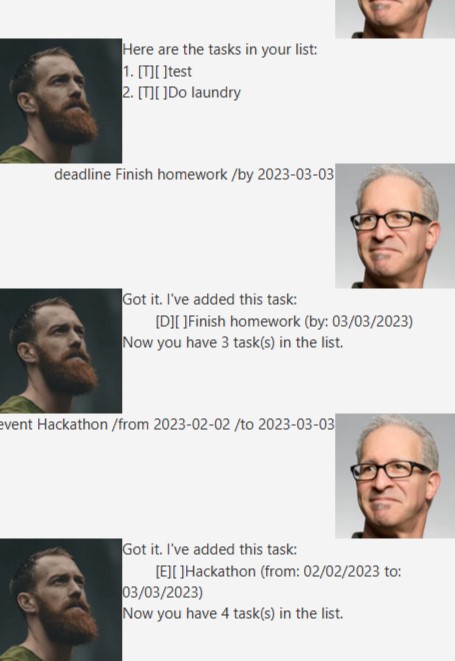 Here are the tasks in your list:
1. [T][ ]test
2. [T][ ]Do laundry
deadline Finish homework /by 2023-03-03
Got it. I've added this task:
[D][ ]Finish homework (by: 03/03/2023)
Now you have 3 task(s) in the list.
event Hackathon /from 2023-02-02 /to 2023-03-03
Got it. I've added this task:
[E][ ]Hackathon (from: 02/02/2023 to:
03/03/2023)
Now you have 4 task(s) in the list.